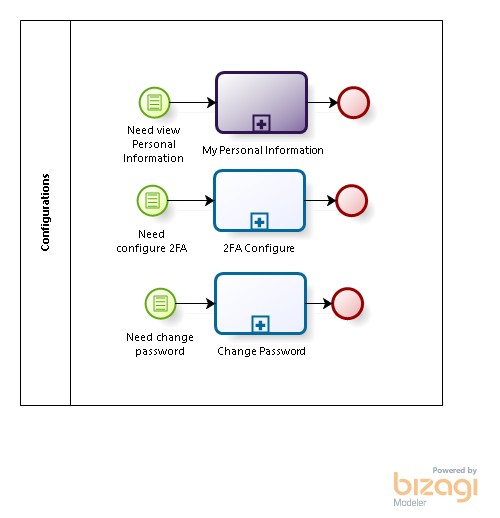 Configurations
Need view
Personal
Information
My Personal Information
Need
configure 2FA
2FA Configure
Need change
password
Change Password
Powered by
bizagi
Modeler